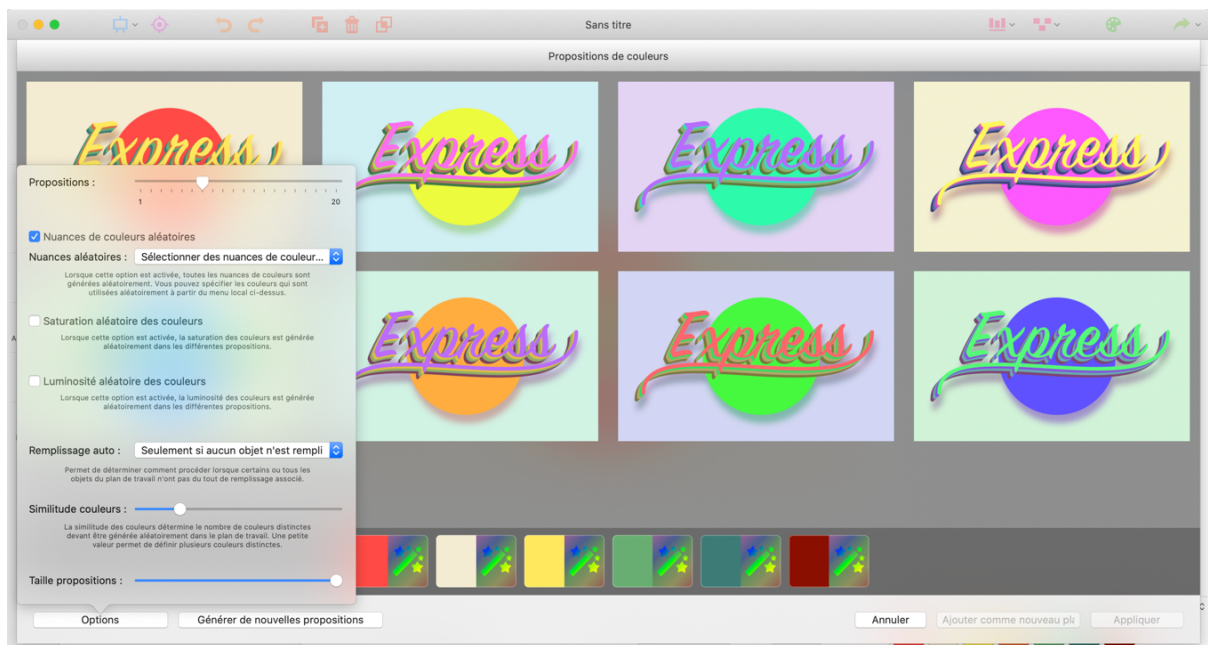 Sans titre
Propositions de couleurs
Express Express Express Express
Propositions :
1 20
Nuances de couleurs aléatoires
Nuances aléatoires : Sélectionner des nuances de couleur...
Lorsque cette option est activée, toutes les nuances de couleurs sont
générées aléatoirement. Vous pouvez spécifier les couleurs qui sont
utilisées aléatoirement à partir du menu local ci-dessus.
Saturation aléatoire des couleurs
Lorsque cette option est activée, la saturation des couleurs est générée
aléatoirement dans les différentes propositions.
Luminosité aléatoire des couleurs
Lorsque cette option est activée, la luminosité des couleurs est générée
aléatoirement dans les différentes propositions.
Express Express Express
Remplissage auto : Seulement si aucun objet n'est rempli
Permet de déterminer comment procéder lorsque certains ou tous les
objets du plan de travail n'ont pas du tout de remplissage associé.
Similitude couleurs :
La similitude des couleurs détermine le nombre de couleurs distinctes
devant être générée aléatoirement dans le plan de travail. Une petite
valeur permet de définir plusieurs couleurs distinctes.
Taille propositions :
Options Générer de nouvelles propositions Annuler Ajouter comme nouveau pla Appliquer